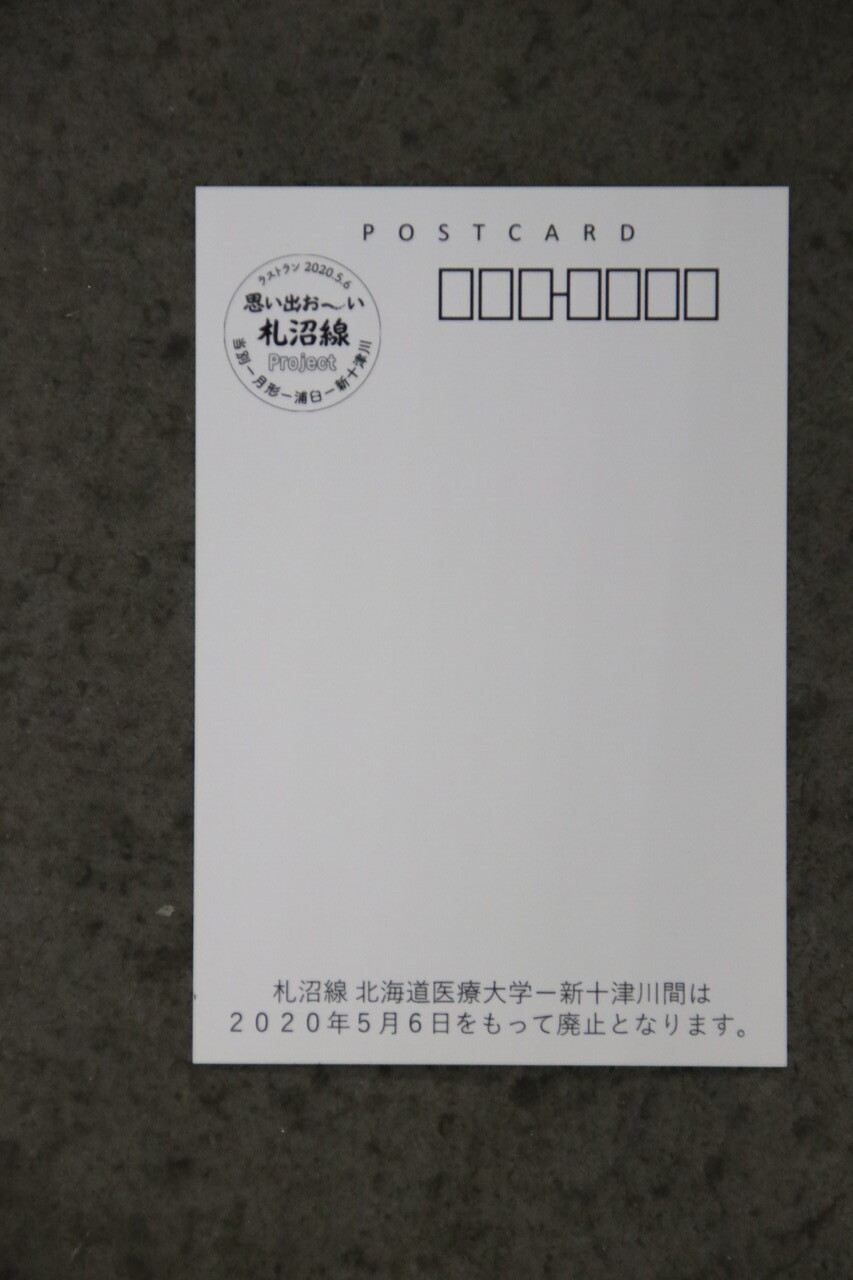 POSTCARD
ラストラン 2020.5.6
思い出お〜い
札沼線
Project
当別ー月形ー浦臼ー新十津川
札沼線 北海道医療大学ー新十津川間は
２０２０年５月６日をもって廃止となります。